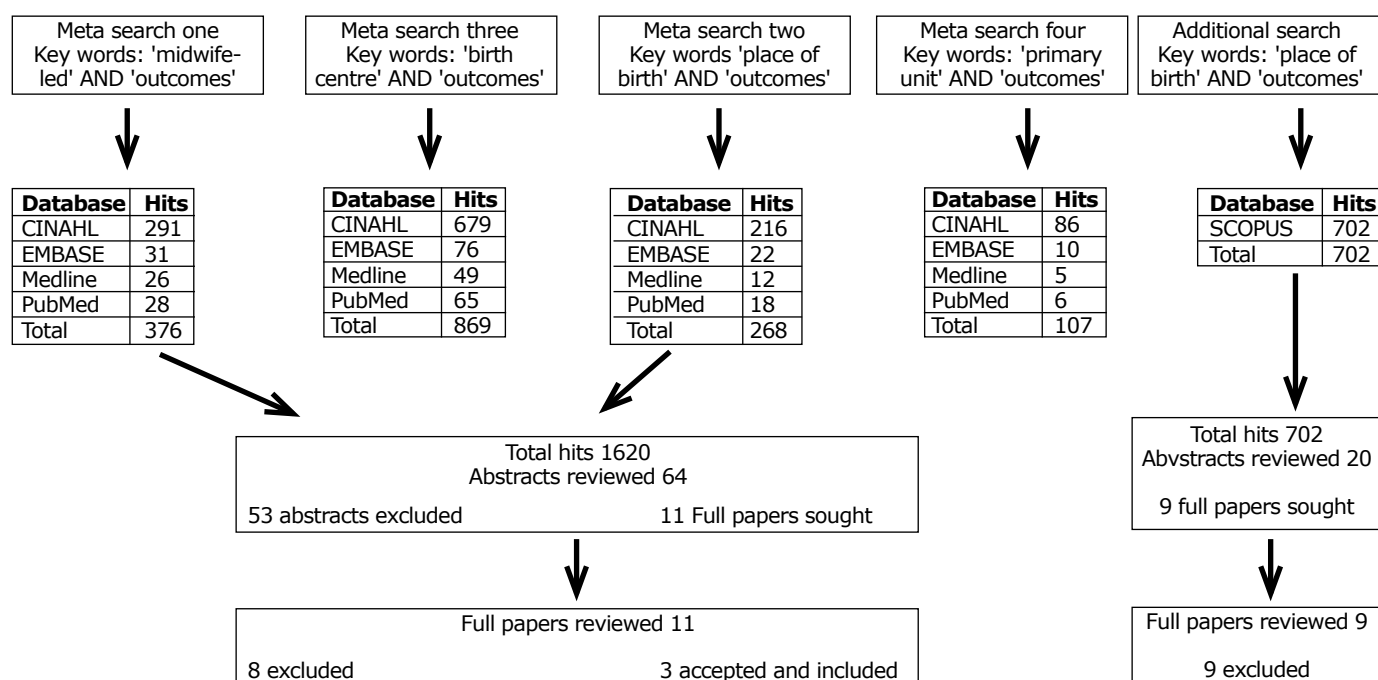 Meta search one
Key words: 'midwife-
led' AND 'outcomes'
Meta search three
Key words: 'birth
centre' AND 'outcomes'
Meta search two
Key words 'place of
birth' AND 'outcomes'
Meta search four
Key words: 'primary
unit' AND 'outcomes'
Additional search
Key words: 'place of
birth' AND 'outcomes'
Database Hits
CINAHL 291
EMBASE 31
Medline 26
PubMed 28
Total 376
Database Hits
CINAHL 679
EMBASE 76
Medline 49
PubMed 65
Total 869
Database Hits
CINAHL 216
EMBASE 22
Medline 12
PubMed 18
Total 268
Database Hits
CINAHL 86
EMBASE 10
Medline 5
PubMed 6
Total 107
Database Hits
SCOPUS 702
Total 702
Total hits 1620
Abstracts reviewed 64
53 abstracts excluded 11 Full papers sought
Total hits 702
Abvstracts reviewed 20
9 full papers sought
Full papers reviewed 11
8 excluded 3 accepted and included
Full papers reviewed 9
9 excluded